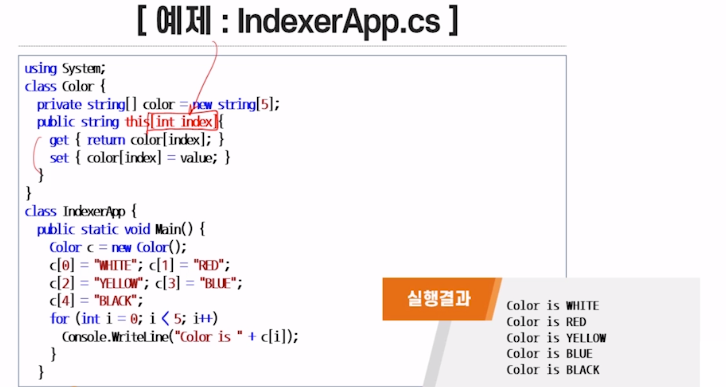 [ 예제 : IndexerApp.cs ]
using System;
class Color {
private string[] color = new string[5];
public string this[int index]{
get { return color[index]; }
set { color[index] = value; }
}
}
class IndexerApp {
public static void Main() {
Color c = new Color();
c[0] = "WHITE"; c[1] = "RED";
c[2] = "YELLOW"; c[3] = "BLUE";
c[4] = "BLACK";
for (int i = 0; i < 5; i++)
Console.WriteLine("Color is " + c[i]);
}
}
실행결과
Color is WHITE
Color is RED
Color is YELLOW
Color is BLUE
Color is BLACK